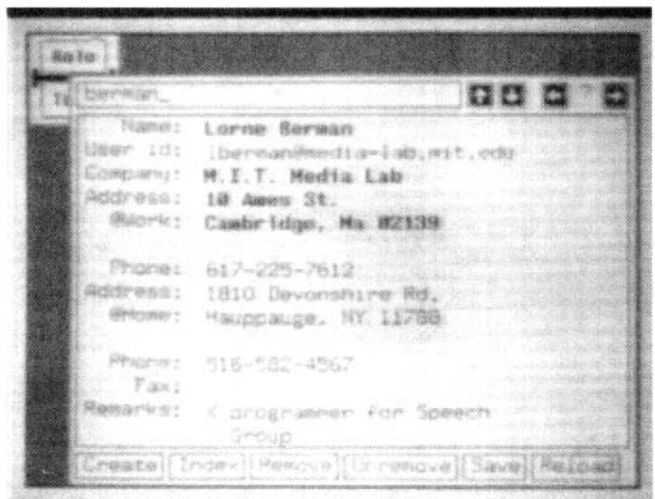 Rolo
berman_
?
Name: Lorne Berman
User id: lberman@media-lab.mit.edu
Company: M.I.T. Media Lab
Address: 10 Ames St.
@Work: Cambridge, Ma 02139
Phone: 617-225-7612
Address: 1810 Devonshire Rd.
@Home: Hauppauge, NY 11788
Phone: 516-582-4567
Fax:
Remarks: X programmer for Speech
Group
Create Index Remove Unremove Save Reload